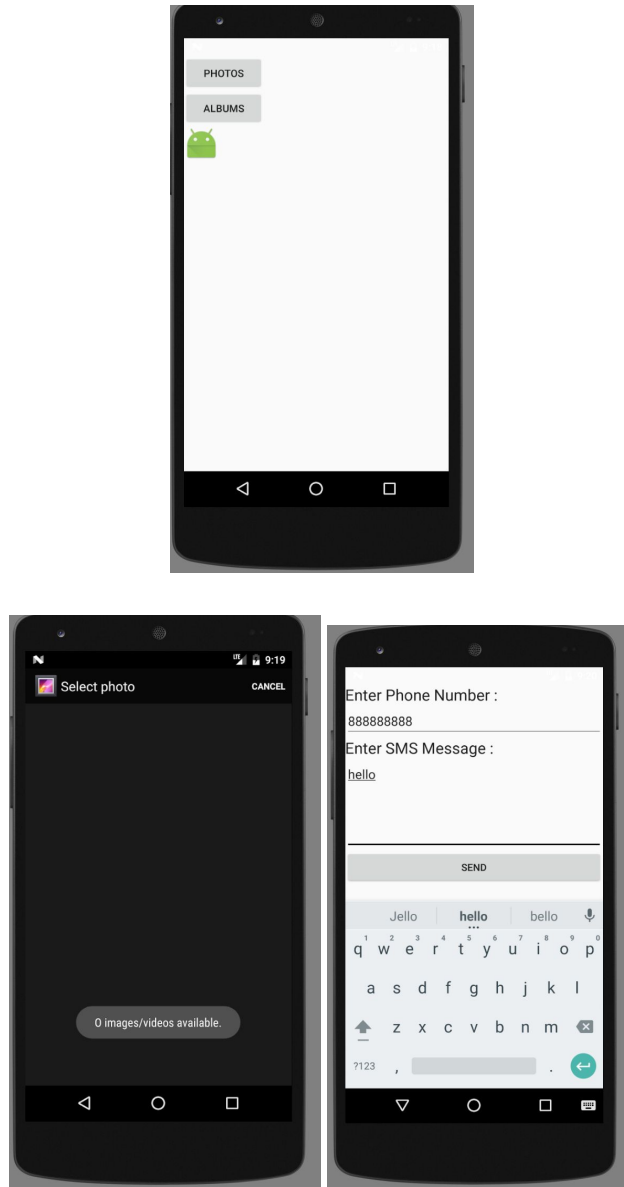 PHOTOS
ALBUMS
LTE 9:19
Select photo CANCEL
0 images/videos available.
Enter Phone Number :
888888888
Enter SMS Message :
hello
SEND
Jello hello bello
1 2 3 4 5 6 7 8 9 0
q w e r t y u i o p
a s d f g h j k l
z x c v b n m
?123 , .